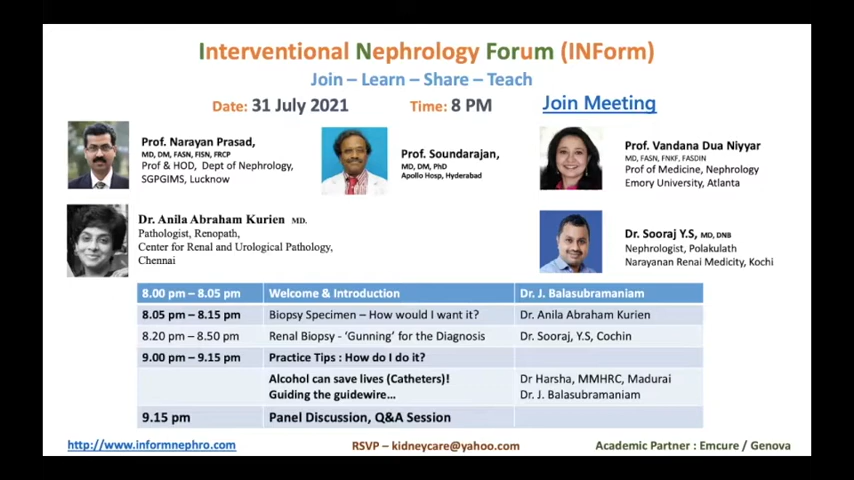 Interventional Nephrology Forum (INForm)
Join – Learn – Share – Teach
Date: 31 July 2021 Time: 8 PM Join Meeting
Prof. Narayan Prasad,
MD, DM, FASN, FISN, FRCP
Prof & HOD, Dept of Nephrology,
SGPGIMS, Lucknow
Prof. Soundarajan,
MD, DM, PhD
Apollo Hosp, Hyderabad
Prof. Vandana Dua Niyyar
MD, FASN, FNKF, FASDIN
Prof of Medicine, Nephrology
Emory University, Atlanta
Dr. Anila Abraham Kurien MD.
Pathologist, Renopath,
Center for Renal and Urological Pathology,
Chennai
Dr. Sooraj Y.S, MD, DNB
Nephrologist, Polakulath
Narayanan Renai Medicity, Kochi
8.00 pm – 8.05 pm Welcome & Introduction Dr. J. Balasubramaniam
8.05 pm – 8.15 pm Biopsy Specimen – How would I want it? Dr. Anila Abraham Kurien
8.20 pm – 8.50 pm Renal Biopsy - ‘Gunning’ for the Diagnosis Dr. Sooraj, Y.S, Cochin
9.00 pm – 9.15 pm Practice Tips : How do I do it?
Alcohol can save lives (Catheters)! Dr Harsha, MMHRC, Madurai
Guiding the guidewire… Dr. J. Balasubramaniam
9.15 pm Panel Discussion, Q&A Session
http://www.informnephro.com RSVP – kidneycare@yahoo.com Academic Partner : Emcure / Genova